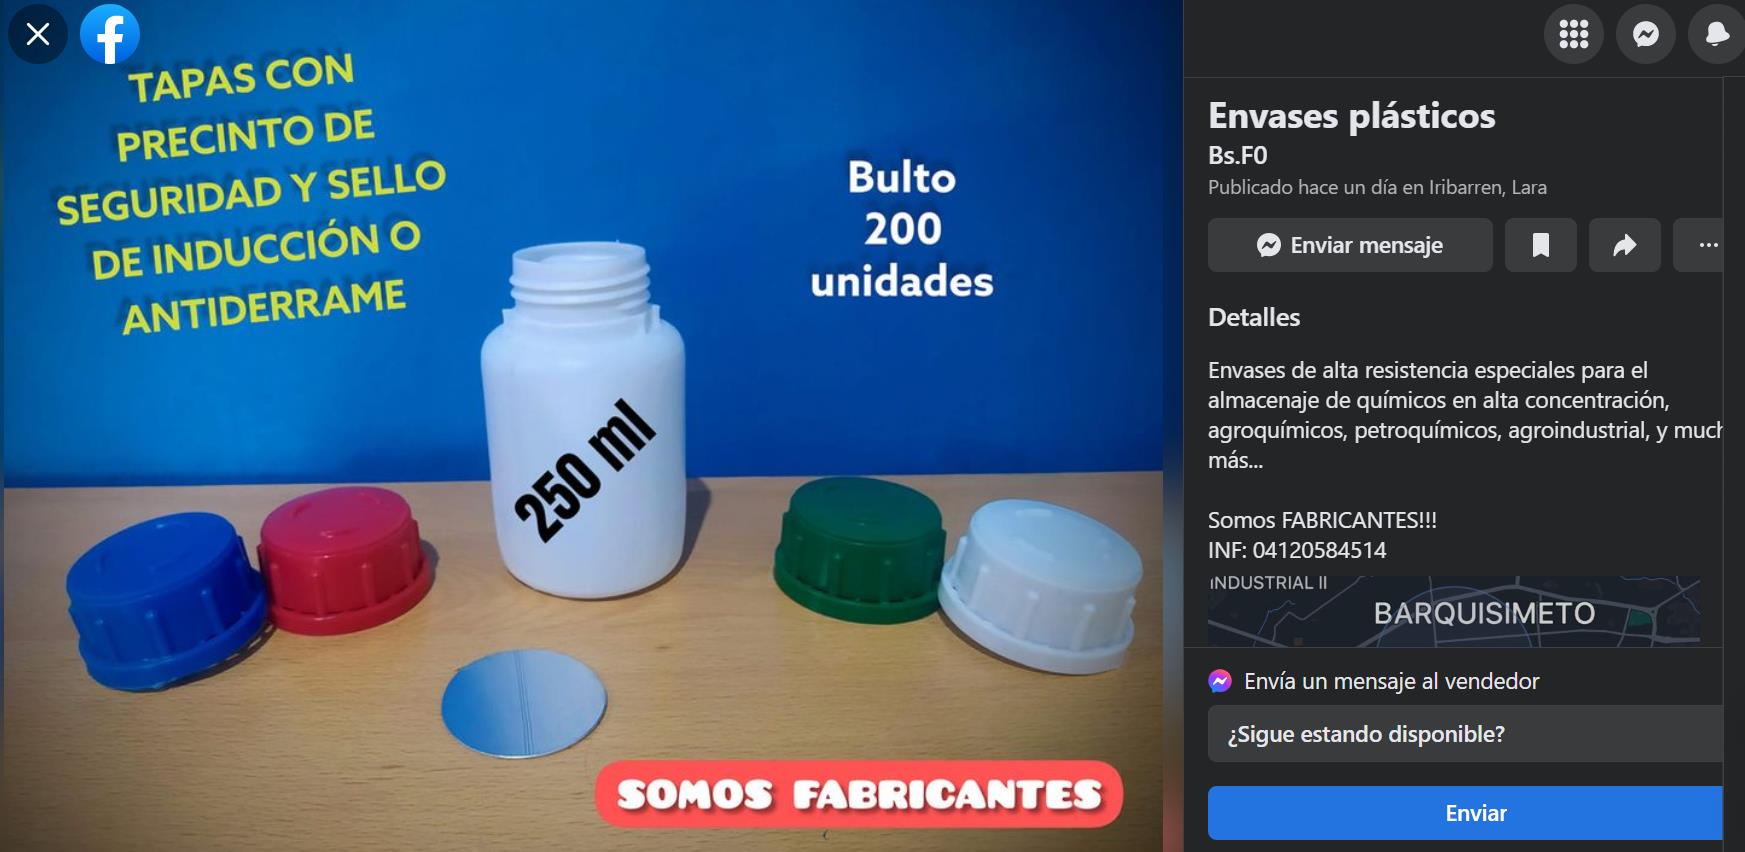 TAPAS CON
PRECINTO DE
SEGURIDAD Y SELLO
DE INDUCCIÓN O
ANTIDERRAME
Bulto
200
unidades
250 ml
SOMOS FABRICANTES
Envases plásticos
Bs.F0
Publicado hace un día en Iribarren, Lara
Enviar mensaje
Detalles
Envases de alta resistencia especiales para el
almacenaje de químicos en alta concentración,
agroquímicos, petroquímicos, agroindustrial, y much
más...
Somos FABRICANTES!!!
INF: 04120584514
INDUSTRIAL II
BARQUISIMETO
Envía un mensaje al vendedor
¿Sigue estando disponible?
Enviar